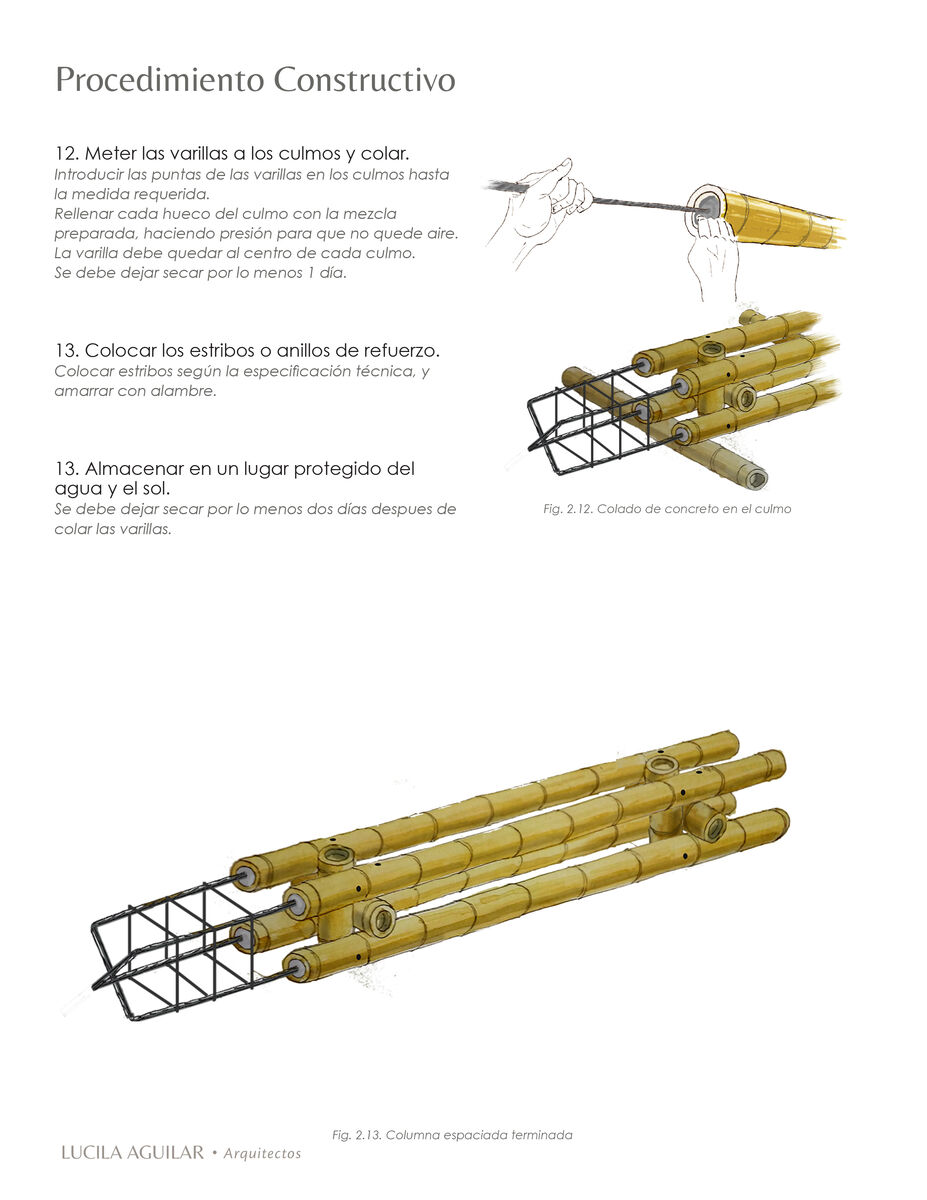 Procedimiento Constructivo
12. Meter las varillas a los culmos y colar.
Introducir las puntas de las varillas en los culmos hasta
la medida requerida.
Rellenar cada hueco del culmo con la mezcla
preparada, haciendo presión para que no quede aire.
La varilla debe quedar al centro de cada culmo.
Se debe dejar secar por lo menos 1 día.
13. Colocar los estribos o anillos de refuerzo.
Colocar estribos según la especificación técnica, y
amarrar con alambre.
13. Almacenar en un lugar protegido del
agua y el sol.
Se debe dejar secar por lo menos dos días despues de
colar las varillas.
Fig. 2.12. Colado de concreto en el culmo
Fig. 2.13. Columna espaciada terminada
LUCILA AGUILAR • Arquitectos